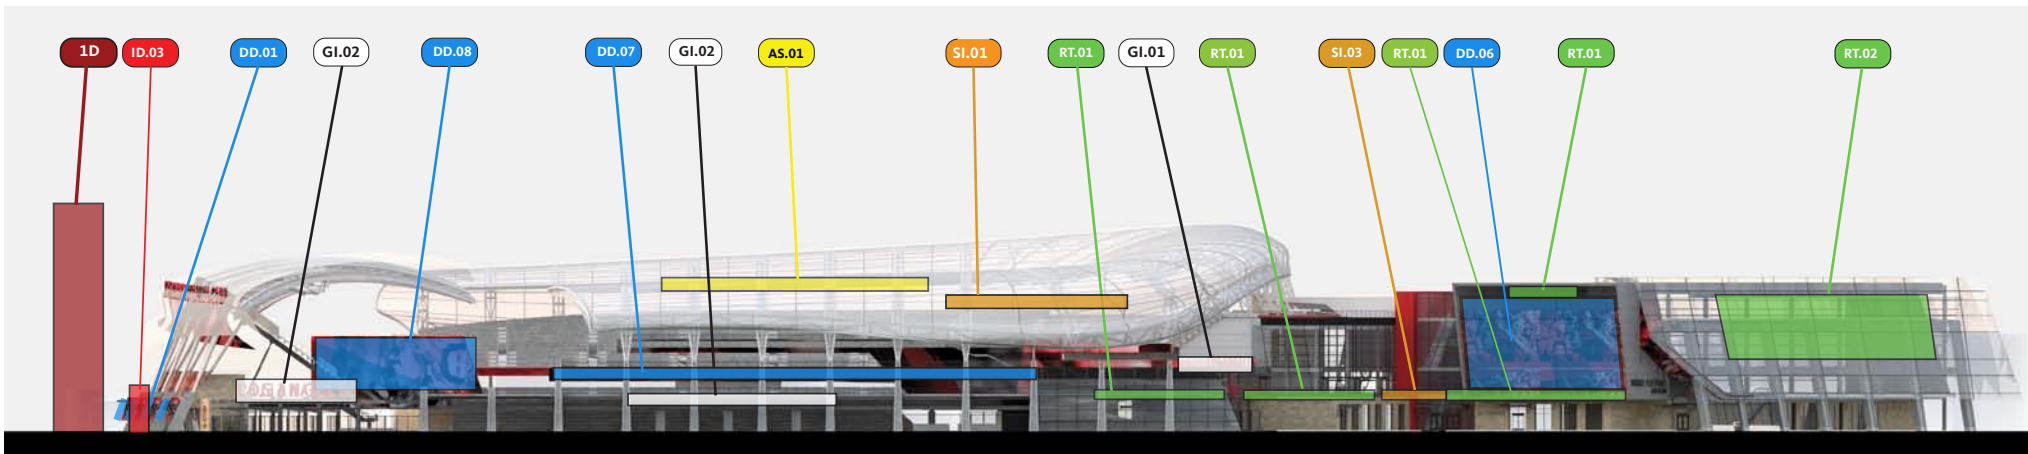 1D
ID.03
DD.01
GI.02
DD.08
DD.07
GI.02
AS.01
SI.01
RT.01
GI.01
RT.01
SI.03
RT.01
DD.06
RT.01
RT.02